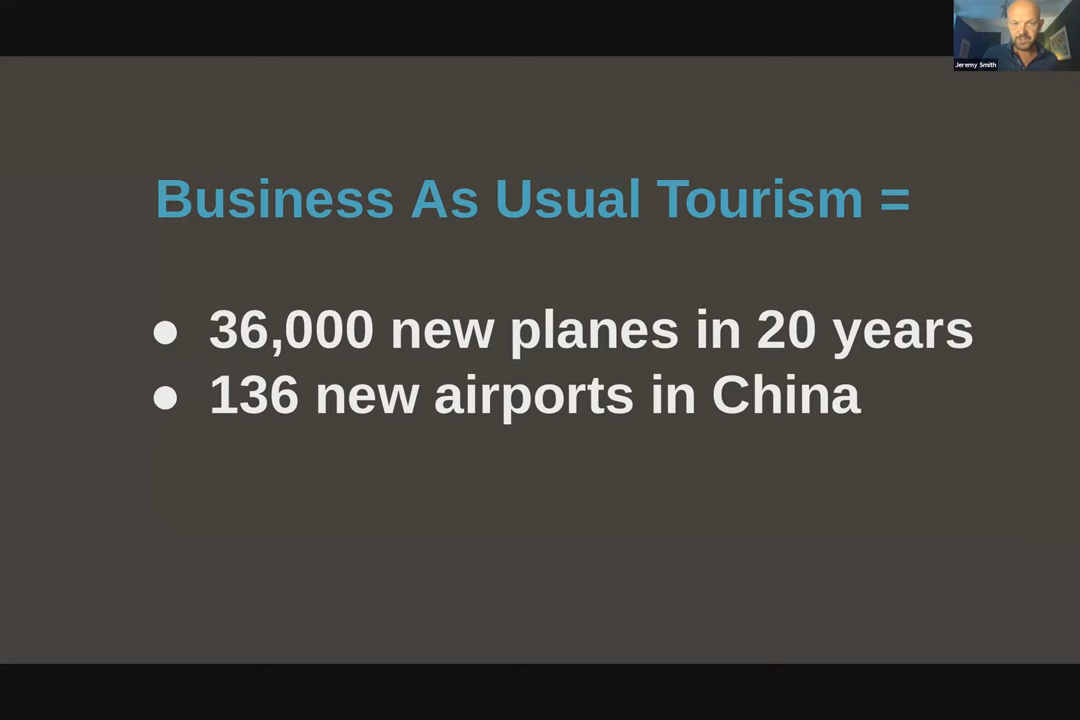 Jeremy Smith
Business As Usual Tourism =
● 36,000 new planes in 20 years
● 136 new airports in China